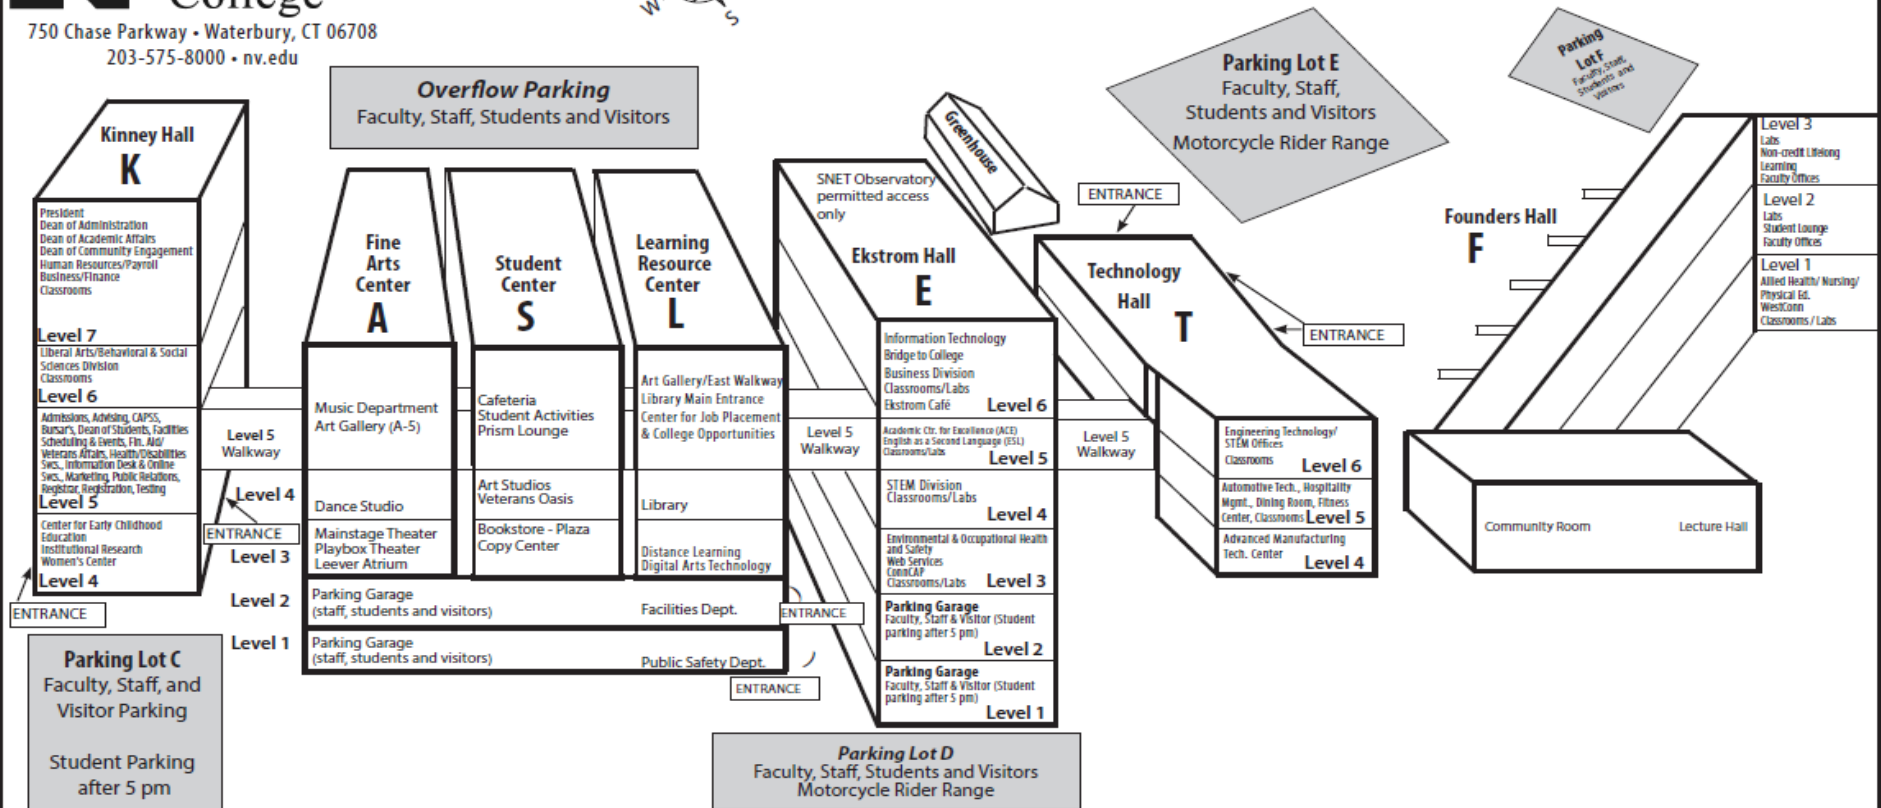 College
750 Chase Parkway • Waterbury, CT 06708
203-575-8000 • nv.edu
W
S
Overflow Parking
Faculty, Staff, Students and Visitors
Parking Lot E
Faculty, Staff,
Students and Visitors
Motorcycle Rider Range
Parking
Lot F
Faculty, Staff,
Students and
Visitors
Kinney Hall
K
President
Dean of Administration
Dean of Academic Affairs
Dean of Community Engagement
Human Resources/Payroll
Business/Finance
Classrooms
Level 7
Liberal Arts/Behavioral & Social
Sciences Division
Classrooms
Level 6
Admissions, Advising, CAPSS,
Bursar's, Dean of Students, Facilities
Scheduling & Events, Fin. Aid/
Veterans Affairs, Health/Disabilities
Svcs., Information Desk & Online
Svcs., Marketing, Public Relations,
Registrar, Registration, Testing
Level 5
Center for Early Childhood
Education
Institutional Research
Women's Center
Level 4
ENTRANCE
Parking Lot C
Faculty, Staff, and
Visitor Parking
Student Parking
after 5 pm
Level 5
Walkway
Level 4
ENTRANCE
Level 3
Level 2
Level 1
Fine
Arts
Center
A
Music Department
Art Gallery (A-5)
Dance Studio
Mainstage Theater
Playbox Theater
Leever Atrium
Parking Garage
(staff, students and visitors)
Parking Garage
(staff, students and visitors)
Student
Center
S
Cafeteria
Student Activities
Prism Lounge
Art Studios
Veterans Oasis
Bookstore - Plaza
Copy Center
Learning
Resource
Center
L
Art Gallery/East Walkway
Library Main Entrance
Center for Job Placement
& College Opportunities
Library
Distance Learning
Digital Arts Technology
Facilities Dept.
Public Safety Dept.
ENTRANCE
ENTRANCE
Level 5
Walkway
SNET Observatory
permitted access
only
Ekstrom Hall
E
Information Technology
Bridge to College
Business Division
Classrooms/Labs
Ekstrom Café
Level 6
Academic Ctr. for Excellence (ACE)
English as a Second Language (ESL)
Classrooms/Labs
Level 5
STEM Division
Classrooms/Labs
Level 4
Environmental & Occupational Health
and Safety
Web Services
ConnCAP
Classrooms/Labs
Level 3
Parking Garage
Faculty, Staff & Visitor (Student
parking after 5 pm)
Level 2
Parking Garage
Faculty, Staff & Visitor (Student
parking after 5 pm)
Level 1
Parking Lot D
Faculty, Staff, Students and Visitors
Motorcycle Rider Range
Greenhouse
Level 5
Walkway
ENTRANCE
Technology
Hall
T
ENTRANCE
Engineering Technology/
STEM Offices
Classrooms
Level 6
Automotive Tech., Hospitality
Mgmt., Dining Room, Fitness
Center, Classrooms Level 5
Advanced Manufacturing
Tech. Center
Level 4
Founders Hall
F
Level 3
Labs
Non-credit Lifelong
Learning
Faculty Offices
Level 2
Labs
Student Lounge
Faculty Offices
Level 1
Allied Health/ Nursing/
Physical Ed.
WestConn
Classrooms / Labs
Community Room
Lecture Hall